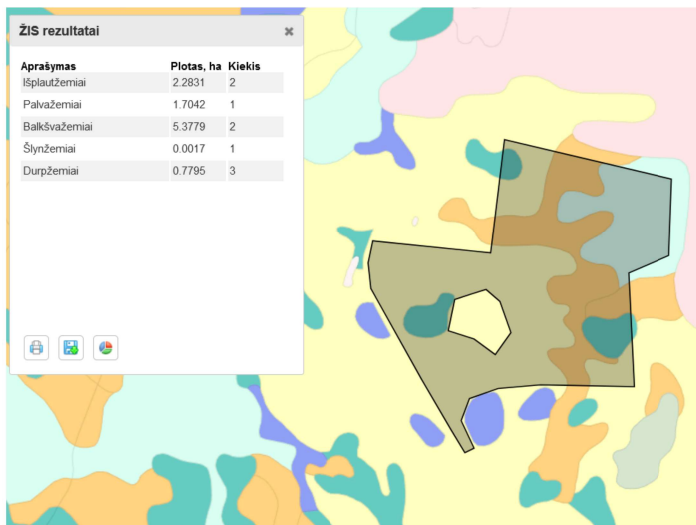 ŽIS rezultatai
Aprašymas Plotas, ha Kiekis
Išplautžemiai 2.2831 2
Palvažemiai 1.7042 1
Balkšvažemiai 5.3779 2
Šlynžemiai 0.0017 1
Durpžemiai 0.7795 3